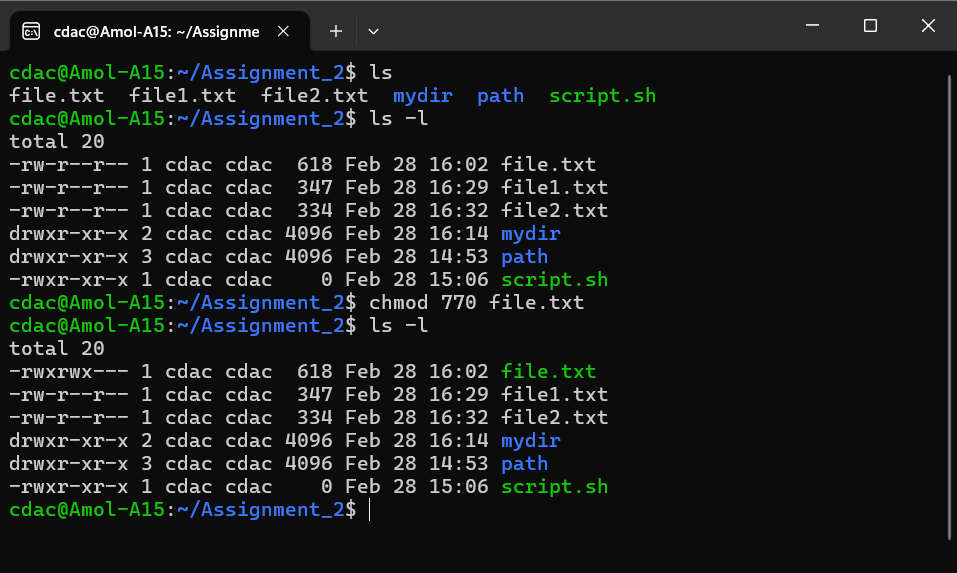 cdac@Amol-A15: ~/Assignme
cdac@Amol-A15:~/Assignment_2$ ls
file.txt  file1.txt  file2.txt  mydir  path  script.sh
cdac@Amol-A15:~/Assignment_2$ ls -l
total 20
-rw-r--r-- 1 cdac cdac  618 Feb 28 16:02 file.txt
-rw-r--r-- 1 cdac cdac  347 Feb 28 16:29 file1.txt
-rw-r--r-- 1 cdac cdac  334 Feb 28 16:32 file2.txt
drwxr-xr-x 2 cdac cdac 4096 Feb 28 16:14 mydir
drwxr-xr-x 3 cdac cdac 4096 Feb 28 14:53 path
-rwxr-xr-x 1 cdac cdac    0 Feb 28 15:06 script.sh
cdac@Amol-A15:~/Assignment_2$ chmod 770 file.txt
cdac@Amol-A15:~/Assignment_2$ ls -l
total 20
-rwxrwx--- 1 cdac cdac  618 Feb 28 16:02 file.txt
-rw-r--r-- 1 cdac cdac  347 Feb 28 16:29 file1.txt
-rw-r--r-- 1 cdac cdac  334 Feb 28 16:32 file2.txt
drwxr-xr-x 2 cdac cdac 4096 Feb 28 16:14 mydir
drwxr-xr-x 3 cdac cdac 4096 Feb 28 14:53 path
-rwxr-xr-x 1 cdac cdac    0 Feb 28 15:06 script.sh
cdac@Amol-A15:~/Assignment_2$